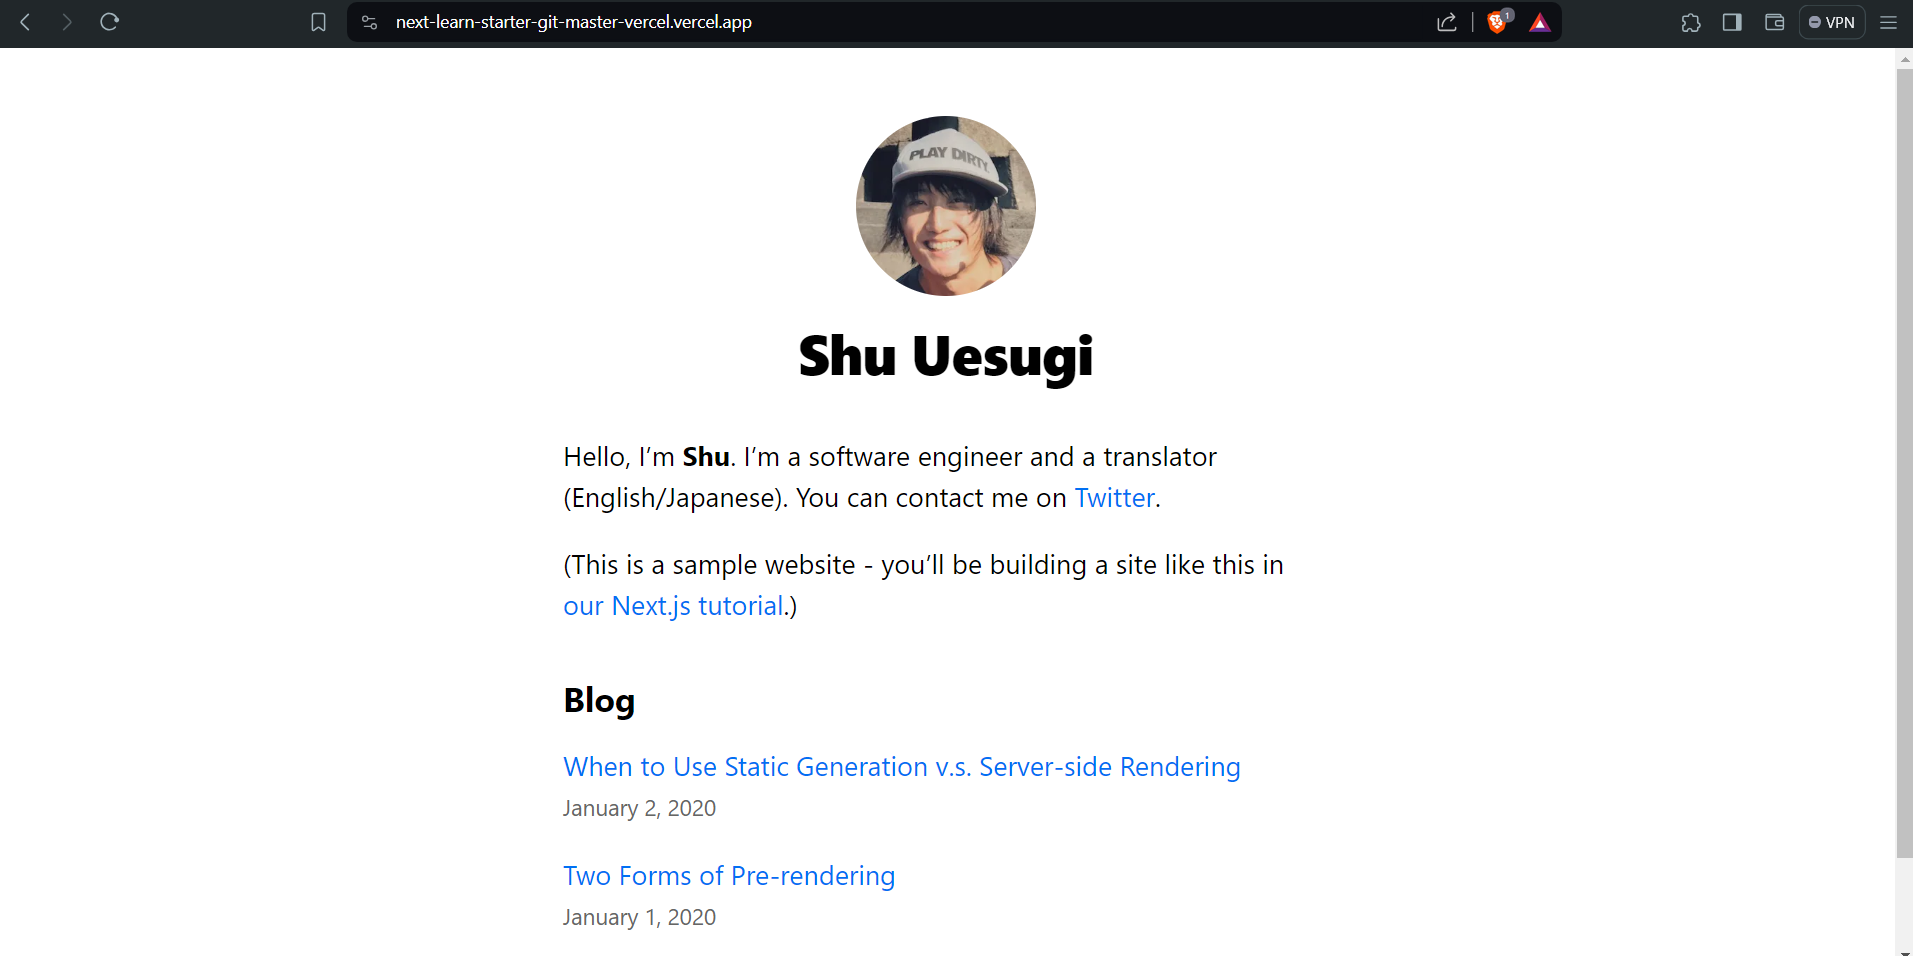 next-learn-starter-git-master-vercel.vercel.app
1
VPN
PLAY DIRTY
Shu Uesugi
Hello, I’m Shu. I’m a software engineer and a translator
(English/Japanese). You can contact me on Twitter.
(This is a sample website - you’ll be building a site like this in
our Next.js tutorial.)
Blog
When to Use Static Generation v.s. Server-side Rendering
January 2, 2020
Two Forms of Pre-rendering
January 1, 2020